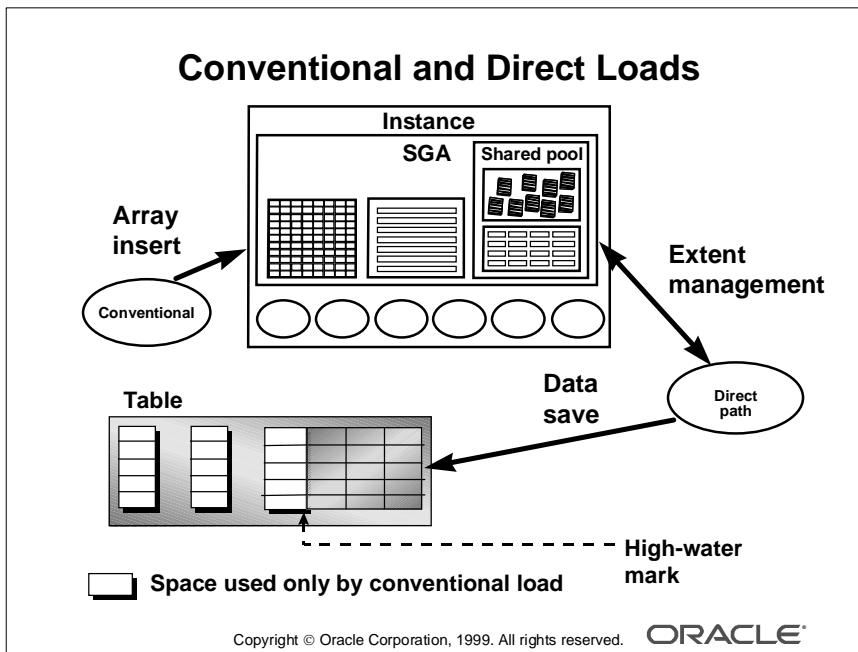 Conventional and Direct Loads
Instance
SGA
Shared pool
Array
insert
Conventional
Extent
management
Direct
path
Data
save
Table
High-water
mark
Space used only by conventional load
Copyright © Oracle Corporation, 1999. All rights reserved.
ORACLE®